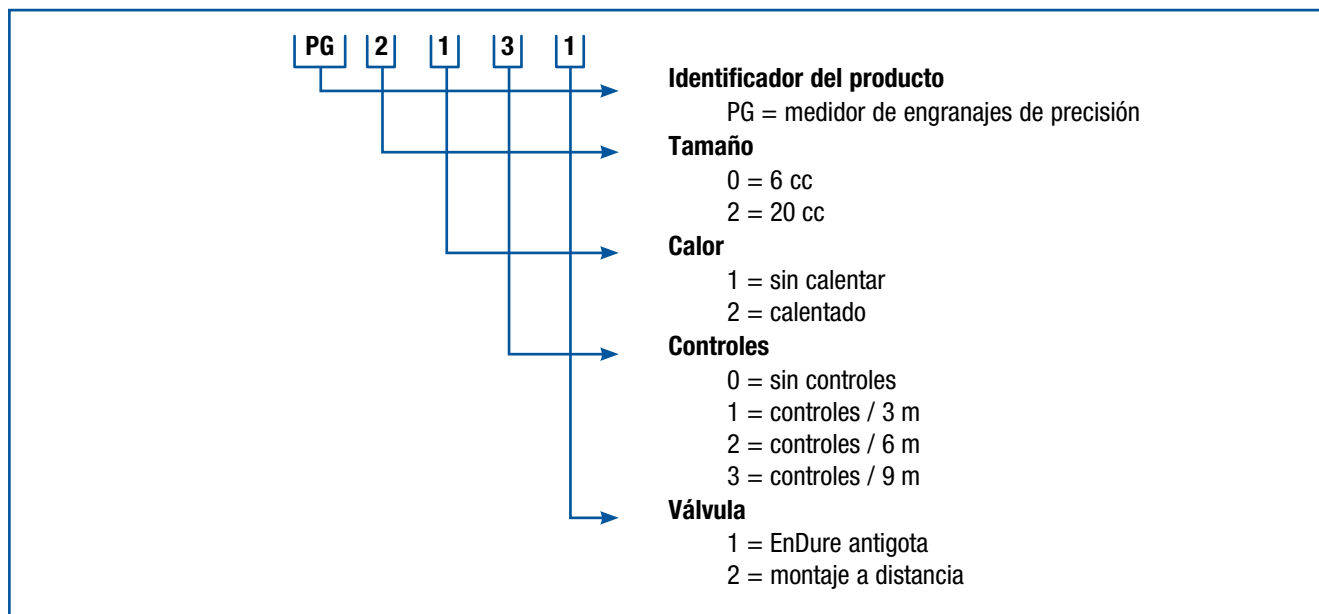 PG 2 1 3 1
Identificador del producto
PG = medidor de engranajes de precisión
Tamaño
0 = 6 cc
2 = 20 cc
Calor
1 = sin calentar
2 = calentado
Controles
0 = sin controles
1 = controles / 3 m
2 = controles / 6 m
3 = controles / 9 m
Válvula
1 = EnDure antigota
2 = montaje a distancia